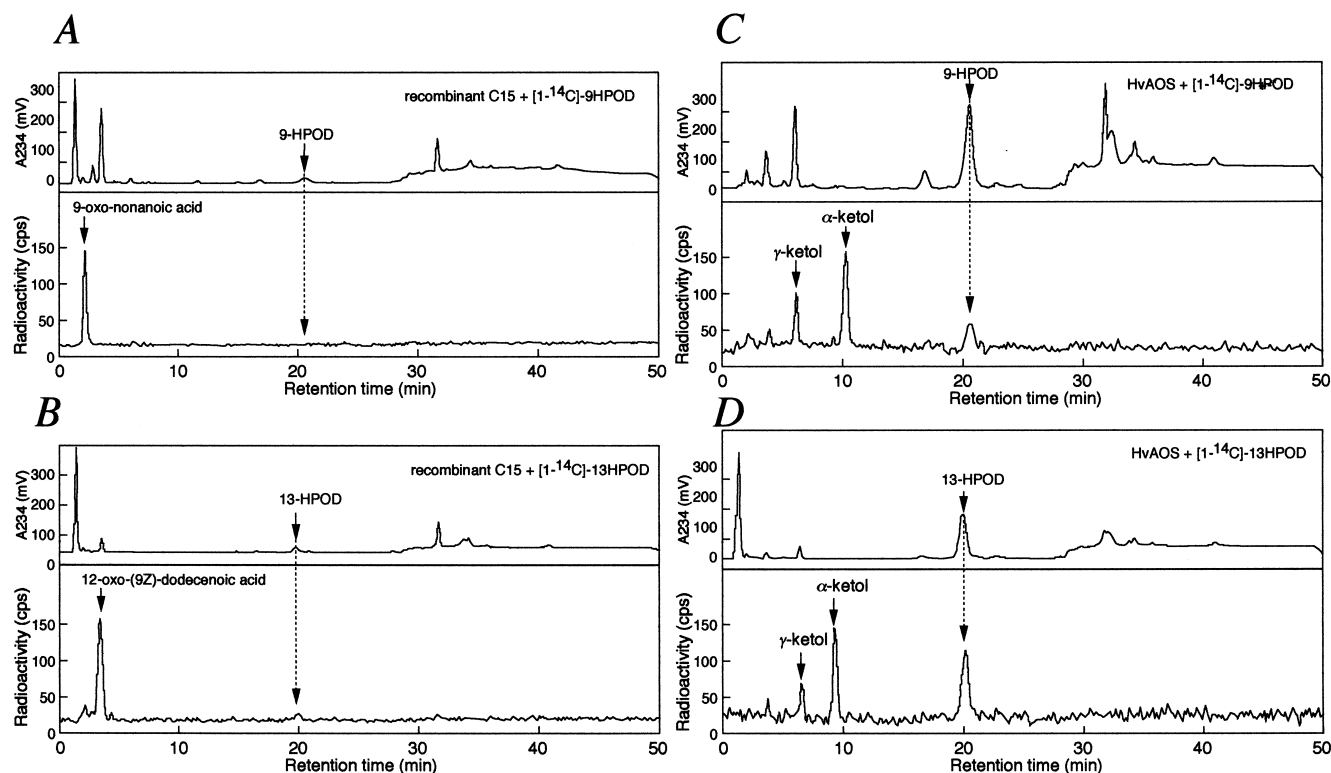 A
A234 (mV)
300
200
100
0
recombinant C15 + [1-14C]-9HPOD
9-HPOD
Radioactivity (cps)
150
100
50
0
9-oxo-nonanoic acid
0 10 20 30 40 50
Retention time (min)
B
A234 (mV)
300
200
100
0
recombinant C15 + [1-14C]-13HPOD
13-HPOD
Radioactivity (cps)
150
100
50
0
12-oxo-(9Z)-dodecenoic acid
0 10 20 30 40 50
Retention time (min)
C
A234 (mV)
300
200
100
0
9-HPOD
HvAOS + [1-14C]-9HPOD
Radioactivity (cps)
150
100
50
0
α-ketol
γ-ketol
0 10 20 30 40 50
Retention time (min)
D
A234 (mV)
300
200
100
0
HvAOS + [1-14C]-13HPOD
13-HPOD
Radioactivity (cps)
150
100
50
0
α-ketol
γ-ketol
0 10 20 30 40 50
Retention time (min)